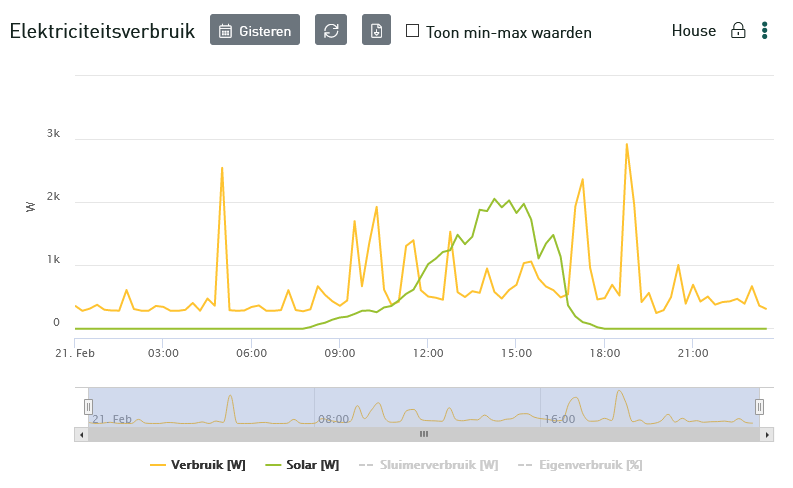 Elektriciteitsverbruik Gisteren Toon min-max waarden House
3k
2k
W
1k
0
21. Feb 03:00 06:00 09:00 12:00 15:00 18:00 21:00
21. Feb 08:00 16:00
Verbruik [W] Solar [W] Sluimerverbruik [W] Eigenverbruik [%]